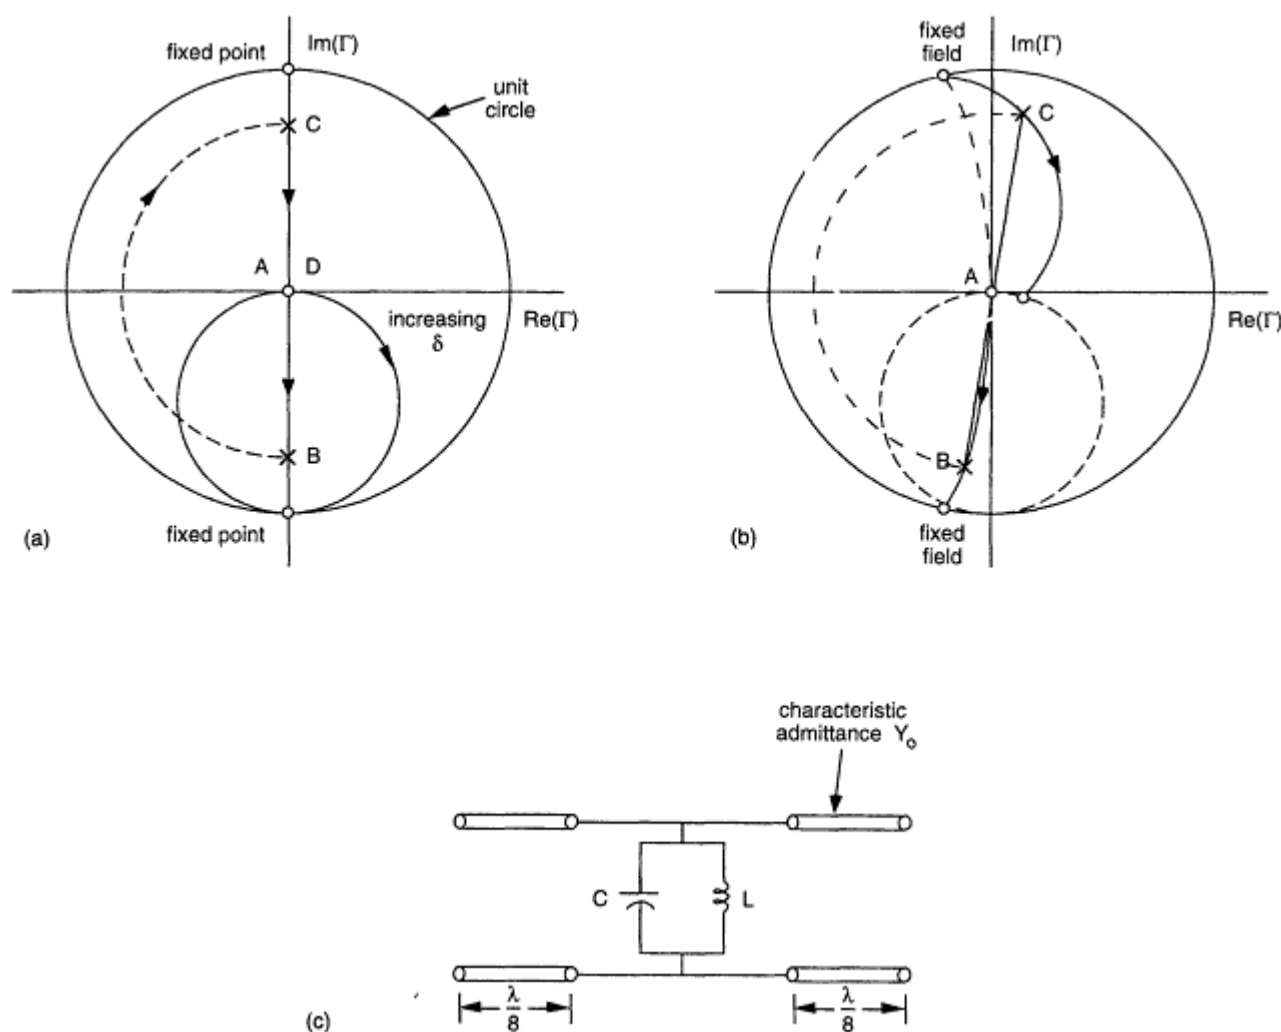 fixed point
Im(Γ)
unit
circle
C
A
D
increasing
δ
Re(Γ)
B
fixed point
(a)
fixed
field
Im(Γ)
C
A
Re(Γ)
B
fixed
field
(b)
characteristic
admittance Y₀
C
L
λ/8
λ/8
(c)